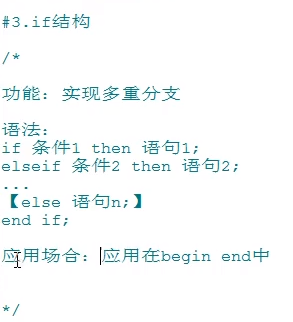 #3.if结构
/*
功能：实现多重分支
语法：
if 条件1 then 语句1;
elseif 条件2 then 语句2;
...
【else 语句n;】
end if;
应用场合：应用在begin end中
*/